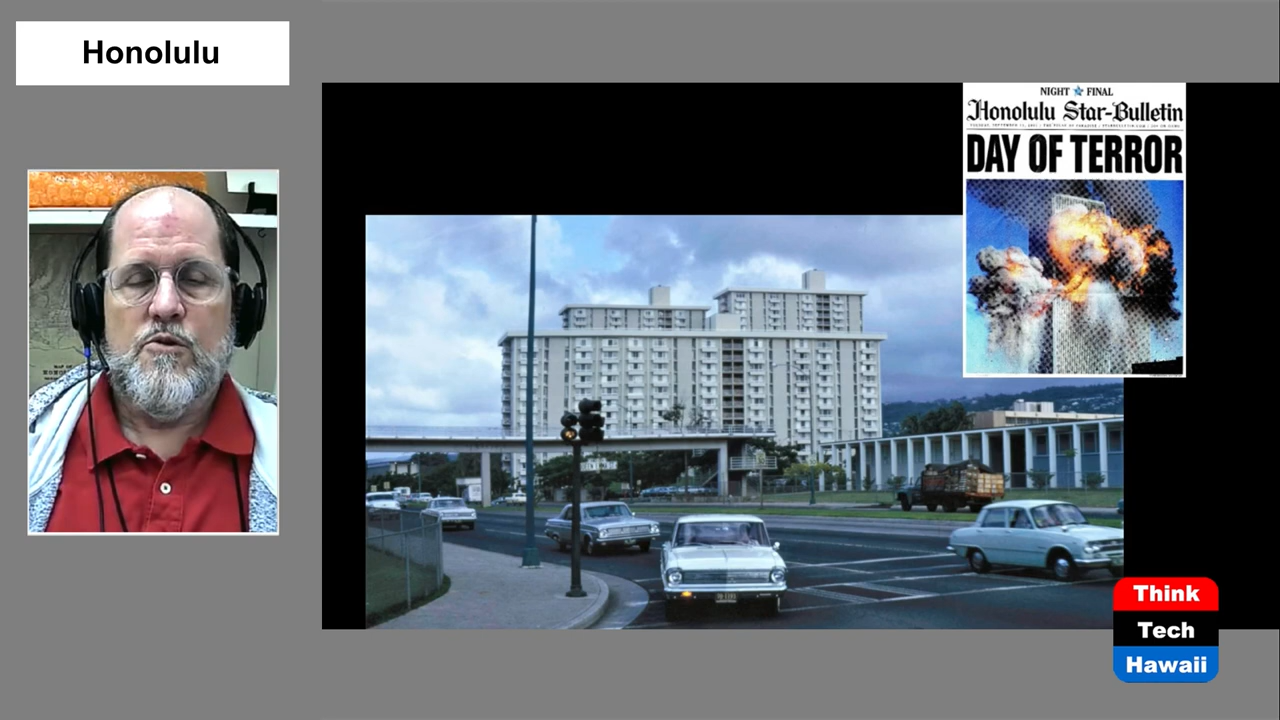 Honolulu
NIGHT FINAL
Honolulu Star-Bulletin
DAY OF TERROR
Think
Tech
Hawaii